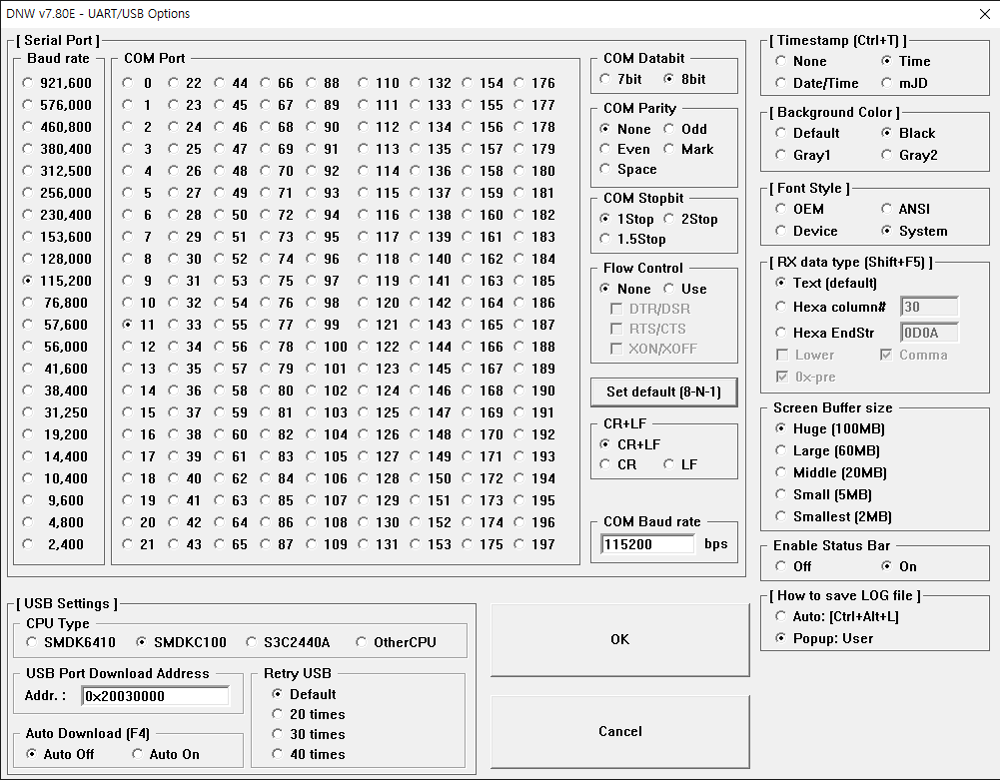 DNW v7.80E - UART/USB Options
[ Serial Port ]
Baud rate
921,600
576,000
460,800
380,400
312,500
256,000
230,400
153,600
128,000
115,200
76,800
57,600
56,000
41,600
38,400
31,250
19,200
14,400
10,400
9,600
4,800
2,400
COM Port
0 22 44 66 88 110 132 154 176
1 23 45 67 89 111 133 155 177
2 24 46 68 90 112 134 156 178
3 25 47 69 91 113 135 157 179
4 26 48 70 92 114 136 158 180
5 27 49 71 93 115 137 159 181
6 28 50 72 94 116 138 160 182
7 29 51 73 95 117 139 161 183
8 30 52 74 96 118 140 162 184
9 31 53 75 97 119 141 163 185
10 32 54 76 98 120 142 164 186
11 33 55 77 99 121 143 165 187
12 34 56 78 100 122 144 166 188
13 35 57 79 101 123 145 167 189
14 36 58 80 102 124 146 168 190
15 37 59 81 103 125 147 169 191
16 38 60 82 104 126 148 170 192
17 39 61 83 105 127 149 171 193
18 40 62 84 106 128 150 172 194
19 41 63 85 107 129 151 173 195
20 42 64 86 108 130 152 174 196
21 43 65 87 109 131 153 175 197
COM Databit
7bit 8bit
COM Parity
None Odd
Even Mark
Space
COM Stopbit
1Stop 2Stop
1.5Stop
Flow Control
None Use
DTR/DSR
RTS/CTS
XON/XOFF
Set default (8-N-1)
CR+LF
CR+LF
CR LF
COM Baud rate
115200 bps
[ Timestamp (Ctrl+T) ]
None Time
Date/Time mJD
[ Background Color ]
Default Black
Gray1 Gray2
[ Font Style ]
OEM ANSI
Device System
[ RX data type (Shift+F5) ]
Text (default)
Hexa column# 30
Hexa EndStr 0D0A
Lower Comma
0x-pre
Screen Buffer size
Huge (100MB)
Large (60MB)
Middle (20MB)
Small (5MB)
Smallest (2MB)
Enable Status Bar
Off On
[ How to save LOG file ]
Auto: [Ctrl+Alt+L]
Popup: User
[ USB Settings ]
CPU Type
SMDK6410 SMDKC100 S3C2440A OtherCPU
USB Port Download Address
Addr. : 0x20030000
Auto Download (F4)
Auto Off Auto On
Retry USB
Default
20 times
30 times
40 times
OK
Cancel